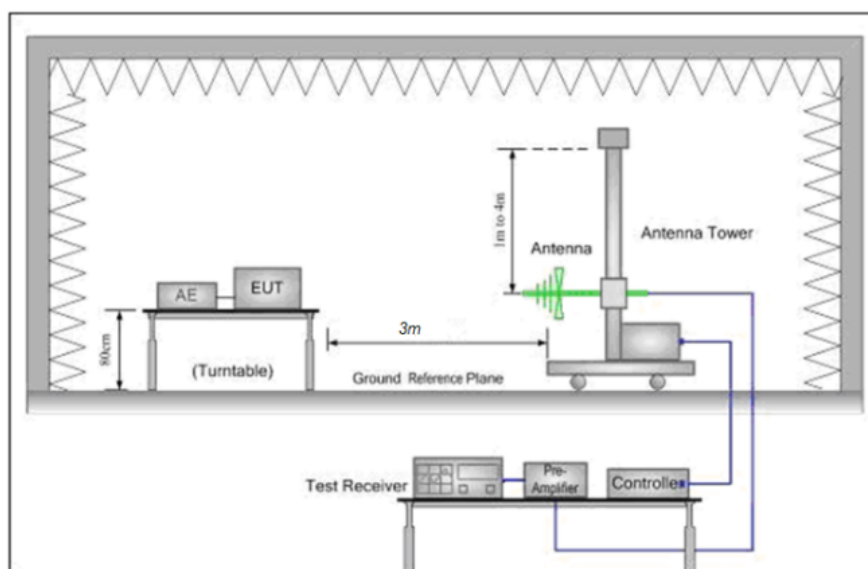 1m to 4m
Antenna
Antenna Tower
AE
EUT
80cm
3m
(Turntable)
Ground Reference Plane
Test Receiver
Pre-
Amplifier
Controller